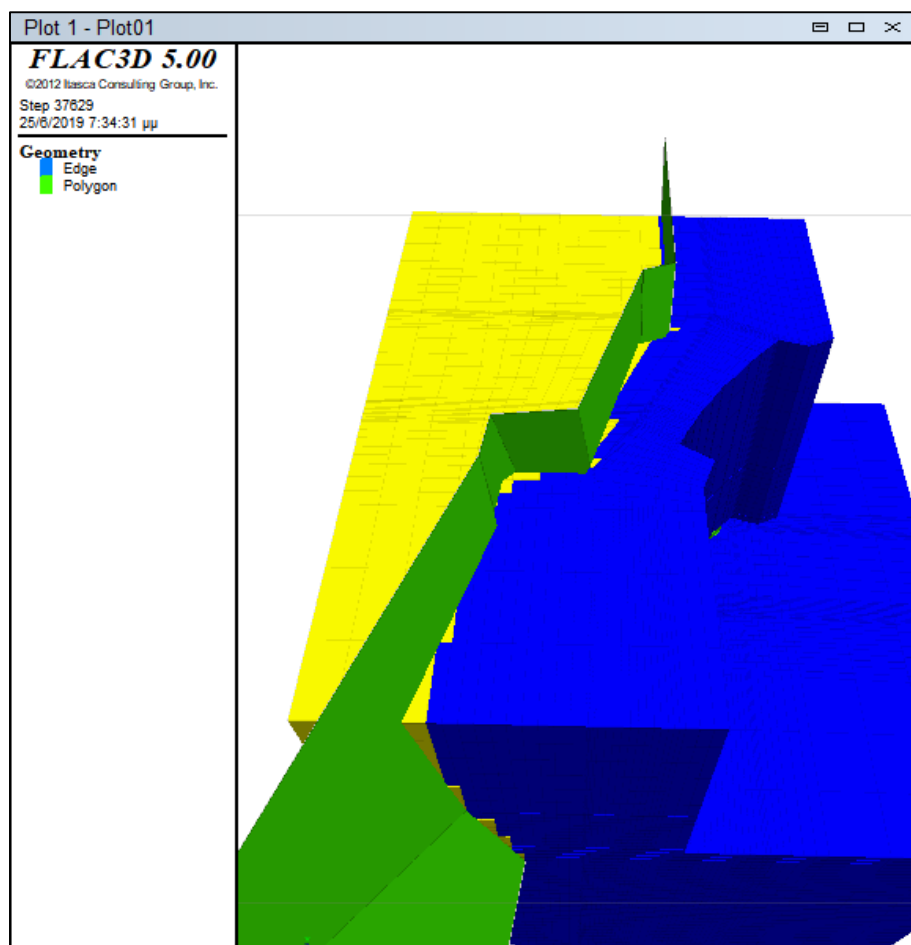 Plot 1 - Plot01
FLAC3D 5.00
©2012 Itasca Consulting Group, Inc.
Step 37629
25/6/2019 7:34:31 μμ
Geometry
Edge
Polygon